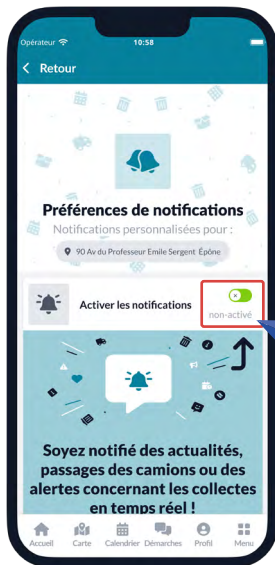 Opérateur 10:58
Retour
Préférences de notifications
Notifications personnalisées pour :
90 Av du Professeur Emile Sergent Épône
Activer les notifications
non-activé
Soyez notifié des actualités,
passages des camions ou des
alertes concernant les collectes
en temps réel !
Accueil Carte Calendrier Démarches Profil Menu